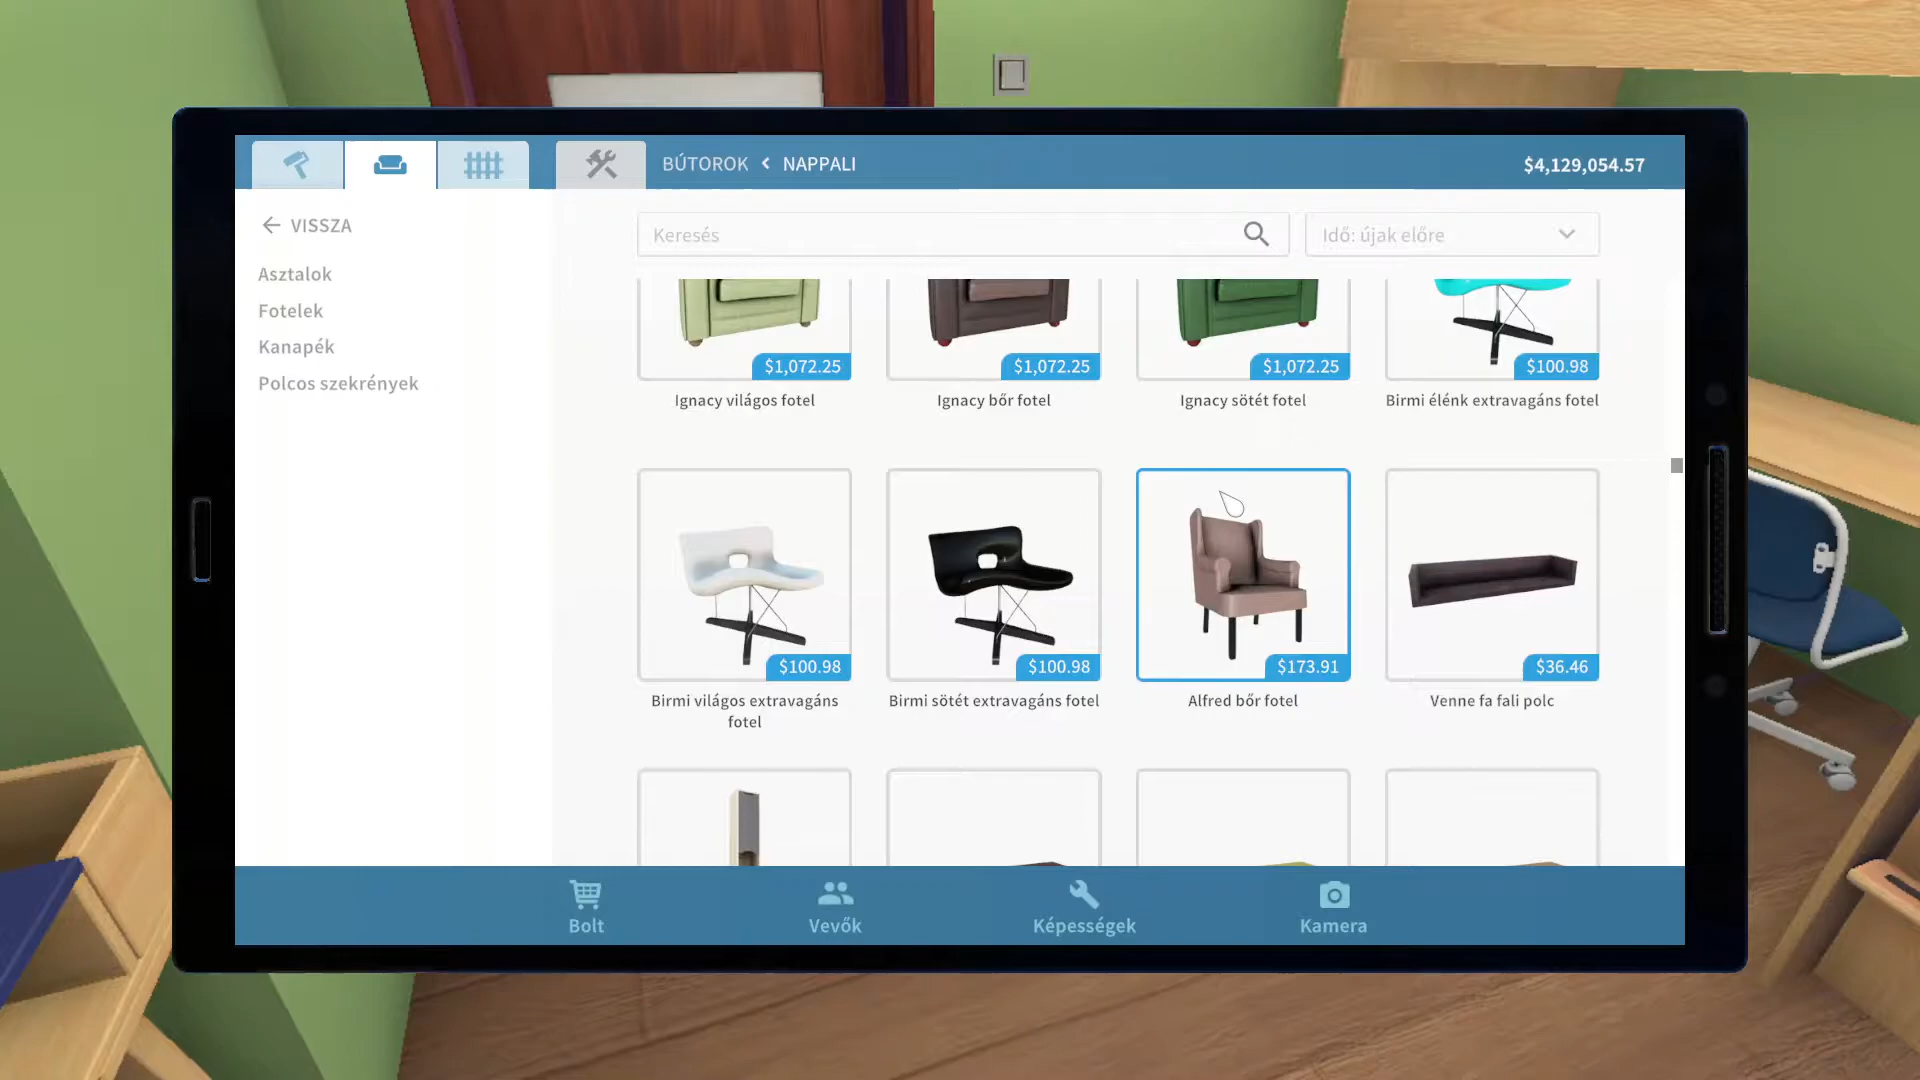 BÚTOROK < NAPPALI
$4,129,054.57
VISSZA
Asztalok
Fotelek
Kanapék
Polcos szekrények
Keresés
Idő: újak előre
$1,072.25
$1,072.25
$1,072.25
$100.98
Ignacy világos fotel
Ignacy bőr fotel
Ignacy sötét fotel
Birmi élénk extravagáns fotel
$100.98
$100.98
$173.91
$36.46
Birmi világos extravagáns
fotel
Birmi sötét extravagáns fotel
Alfred bőr fotel
Venne fa fali polc
Bolt
Vevők
Képességek
Kamera